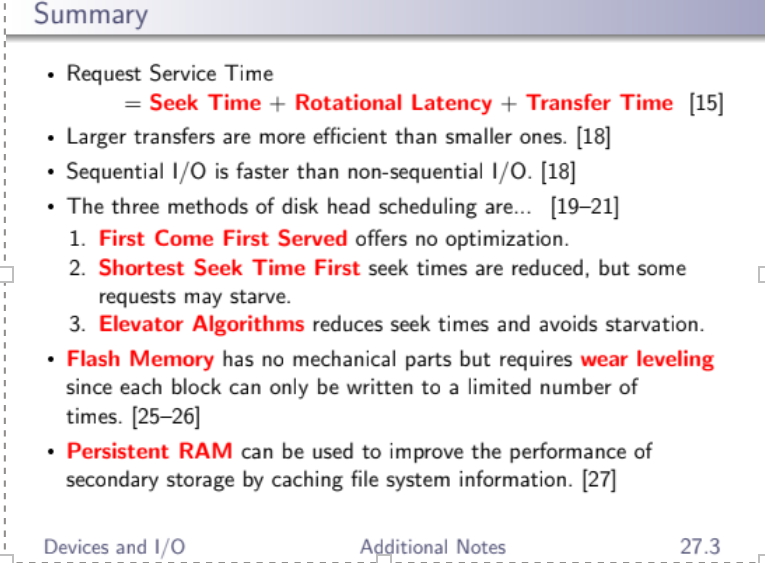 Summary
• Request Service Time
= Seek Time + Rotational Latency + Transfer Time [15]
• Larger transfers are more efficient than smaller ones. [18]
• Sequential I/O is faster than non-sequential I/O. [18]
• The three methods of disk head scheduling are... [19–21]
1. First Come First Served offers no optimization.
2. Shortest Seek Time First seek times are reduced, but some
requests may starve.
3. Elevator Algorithms reduces seek times and avoids starvation.
• Flash Memory has no mechanical parts but requires wear leveling
since each block can only be written to a limited number of
times. [25–26]
• Persistent RAM can be used to improve the performance of
secondary storage by caching file system information. [27]
Devices and I/O Additional Notes 27.3